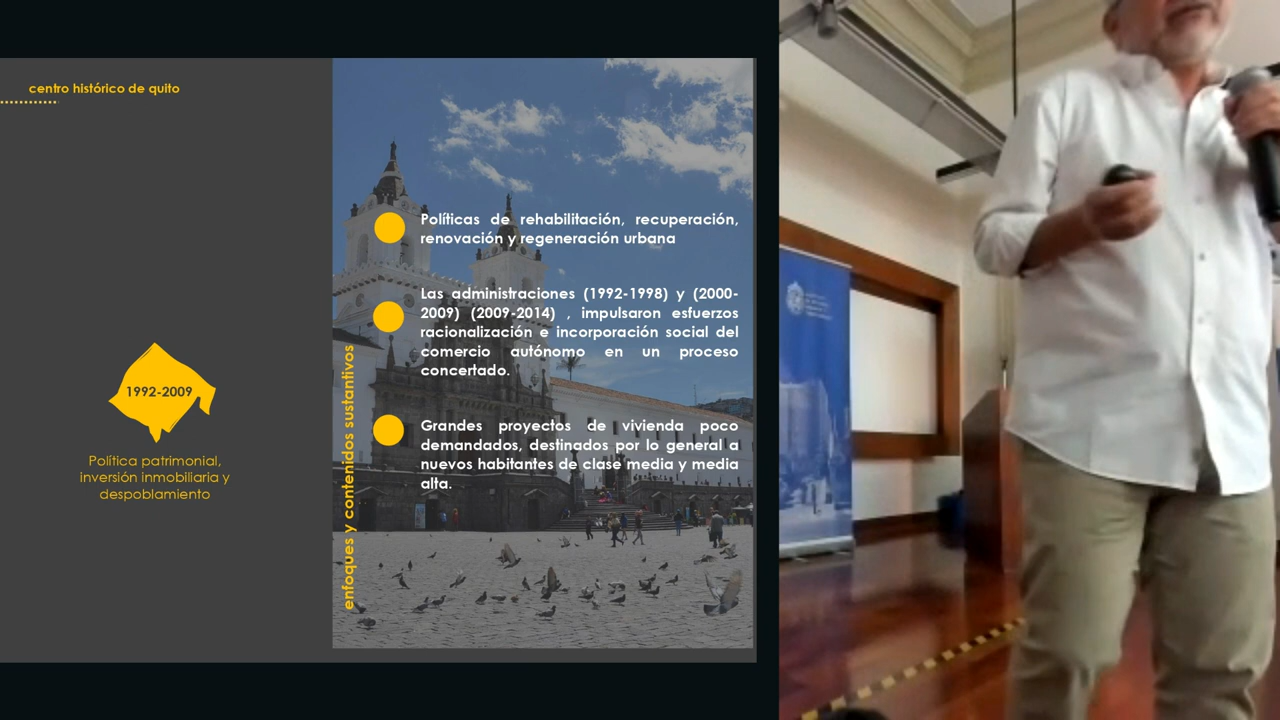 centro histórico de quito
1992-2009
Política patrimonial,
inversión inmobiliaria y
despoblamiento
enfoques y contenidos sustantivos
Políticas de rehabilitación, recuperación,
renovación y regeneración urbana
Las administraciones (1992-1998) y (2000-
2009) (2009-2014) , impulsaron esfuerzos
racionalización e incorporación social del
comercio autónomo en un proceso
concertado.
Grandes proyectos de vivienda poco
demandados, destinados por lo general a
nuevos habitantes de clase media y media
alta.